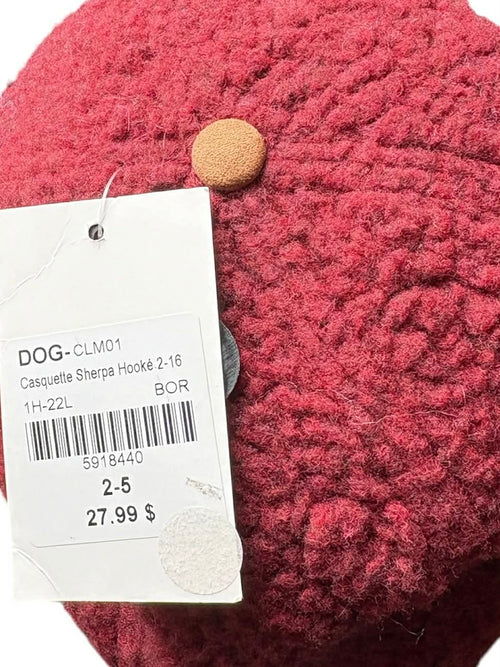 DOG-CLM01
Casquette Sherpa Hooké.2-16
1H-22L BOR
5918440
2-5
27.99 $